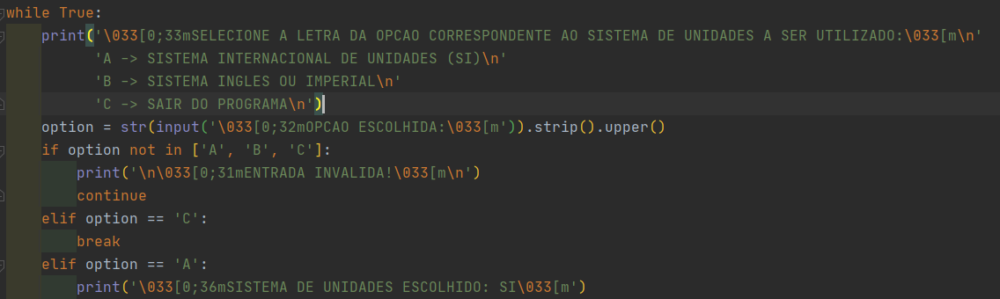 while True:
    print('\033[0;33mSELECIONE A LETRA DA OPCAO CORRESPONDENTE AO SISTEMA DE UNIDADES A SER UTILIZADO:\033[m\n'
          'A -> SISTEMA INTERNACIONAL DE UNIDADES (SI)\n'
          'B -> SISTEMA INGLES OU IMPERIAL\n'
          'C -> SAIR DO PROGRAMA\n')
    option = str(input('\033[0;32mOPCAO ESCOLHIDA:\033[m')).strip().upper()
    if option not in ['A', 'B', 'C']:
        print('\n\033[0;31mENTRADA INVALIDA!\033[m\n')
        continue
    elif option == 'C':
        break
    elif option == 'A':
        print('\033[0;36mSISTEMA DE UNIDADES ESCOLHIDO: SI\033[m')